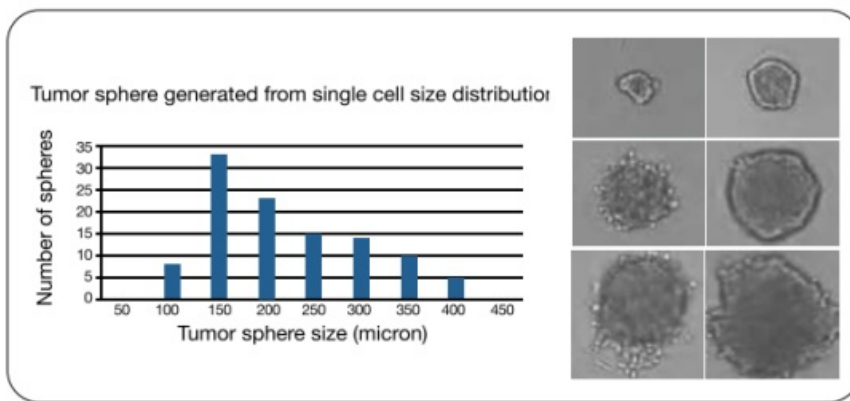 Tumor sphere generated from single cell size distribution
Number of spheres
35
30
25
20
15
10
5
0
50 100 150 200 250 300 350 400 450
Tumor sphere size (micron)